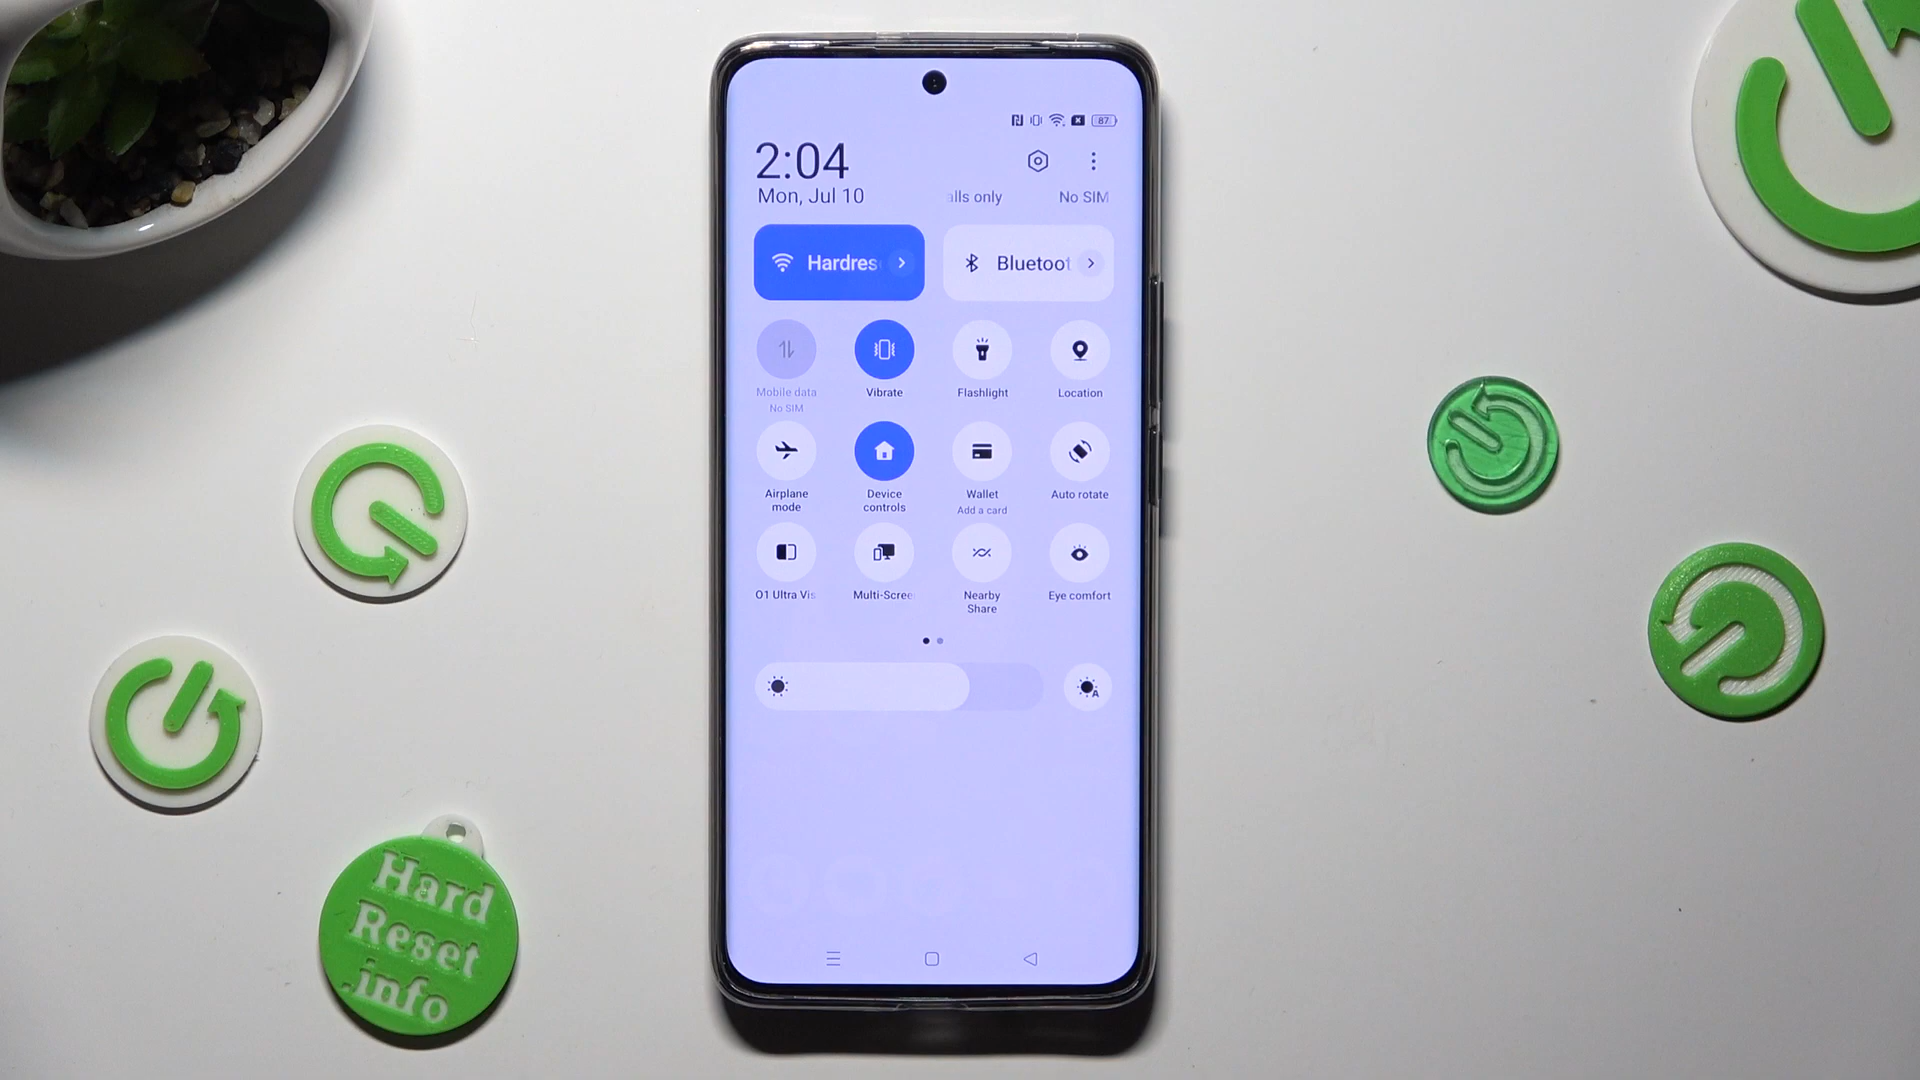 87
2:04
Mon, Jul 10
alls only
No SIM
Hardres
Bluetoot
Mobile data
No SIM
Vibrate
Flashlight
Location
Airplane
mode
Device
controls
Wallet
Add a card
Auto rotate
O1 Ultra Vis
Multi-Scree
Nearby
Share
Eye comfort
A
Hard
Reset
.info